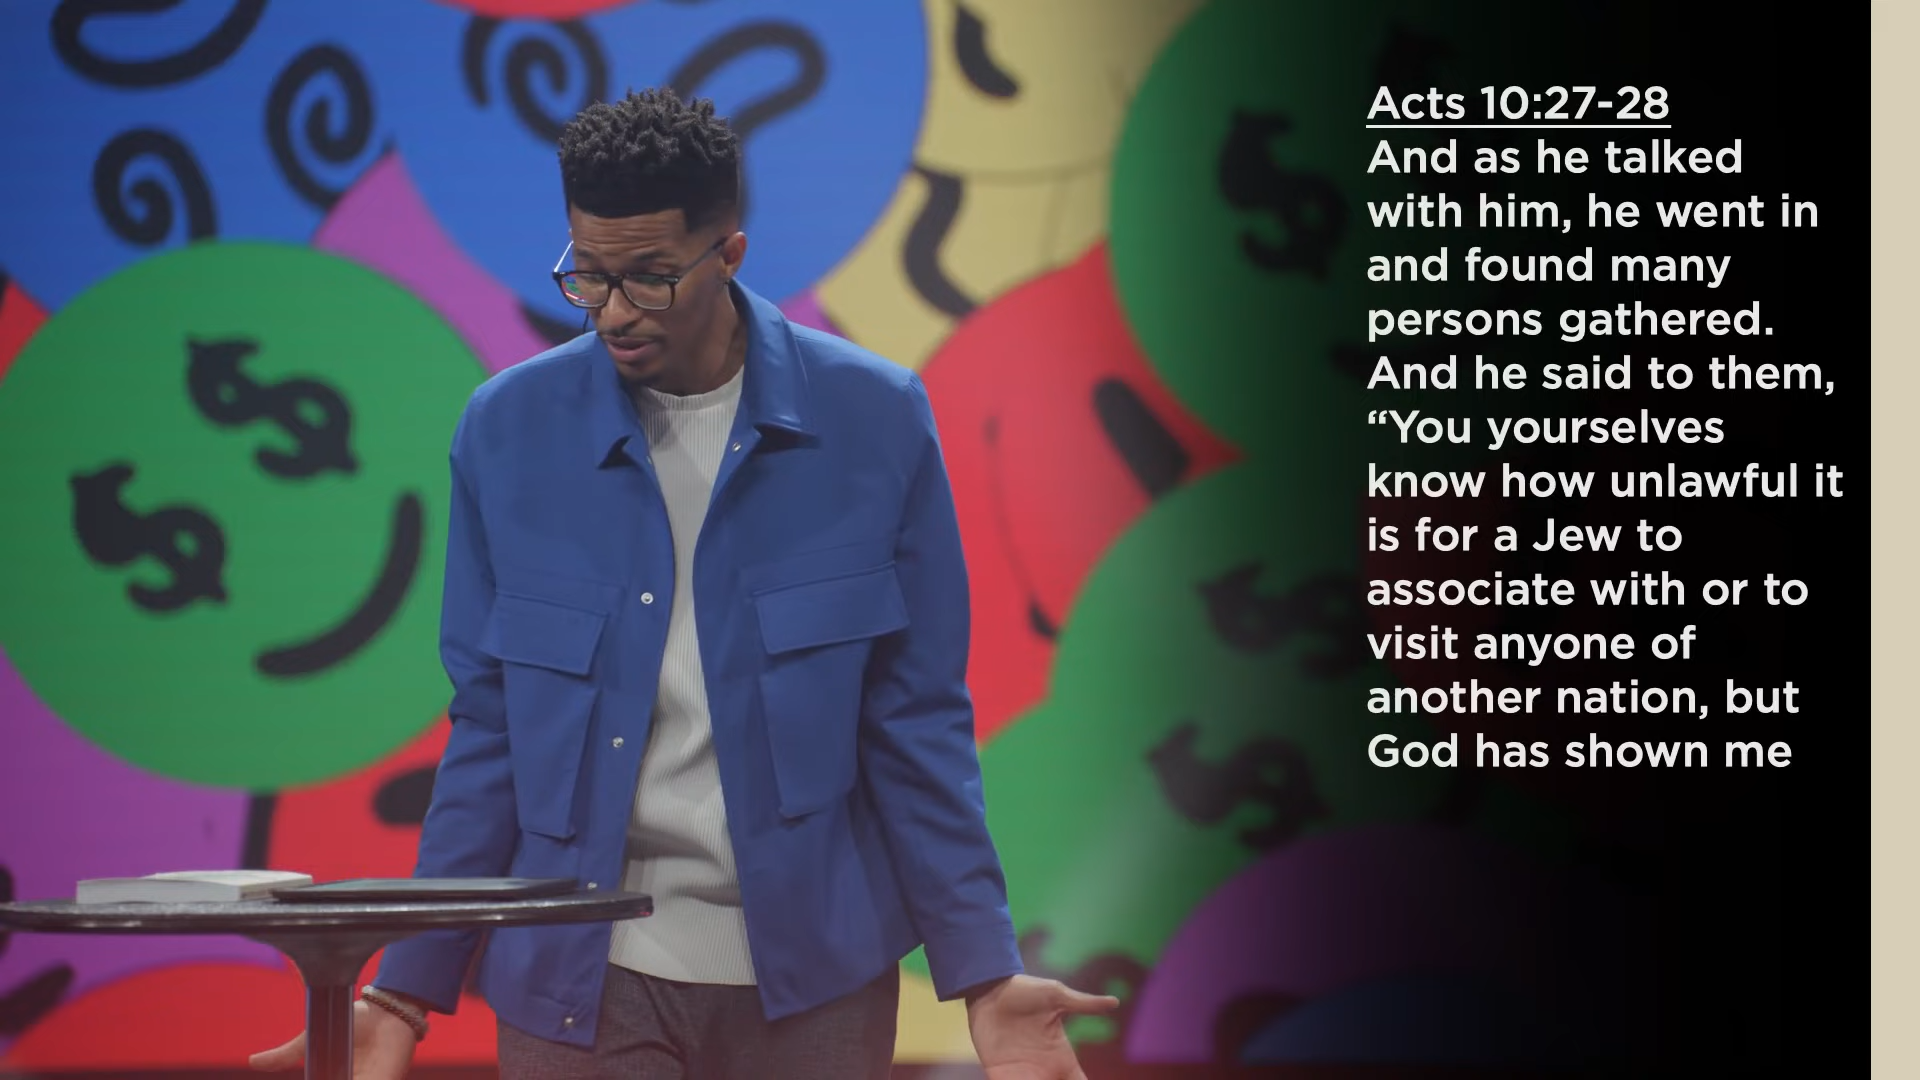 Acts 10:27-28
And as he talked
with him, he went in
and found many
persons gathered.
And he said to them,
“You yourselves
know how unlawful it
is for a Jew to
associate with or to
visit anyone of
another nation, but
God has shown me